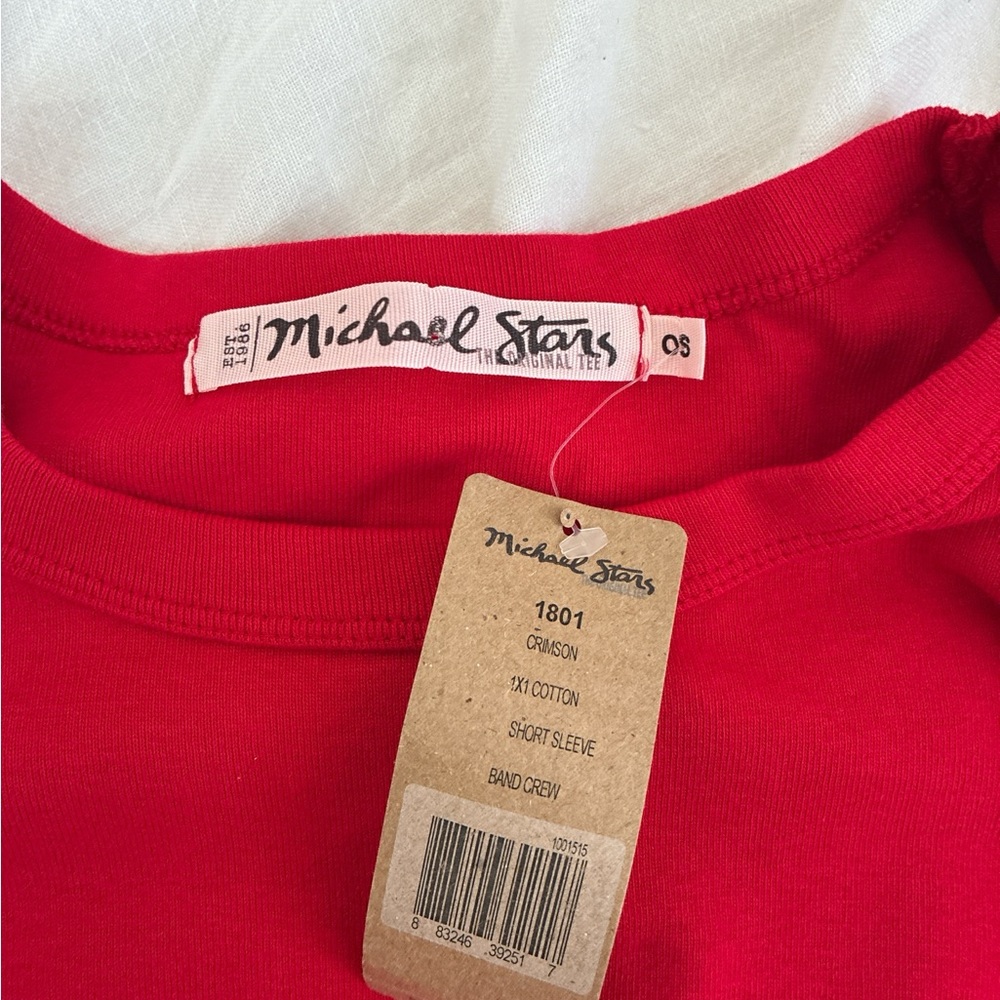 EST. 1986
Michael Stars
THE ORIGINAL TEE
OS
Michael Stars
1801
CRIMSON
1X1 COTTON
SHORT SLEEVE
BAND CREW
1001515
8 83246 39251 7